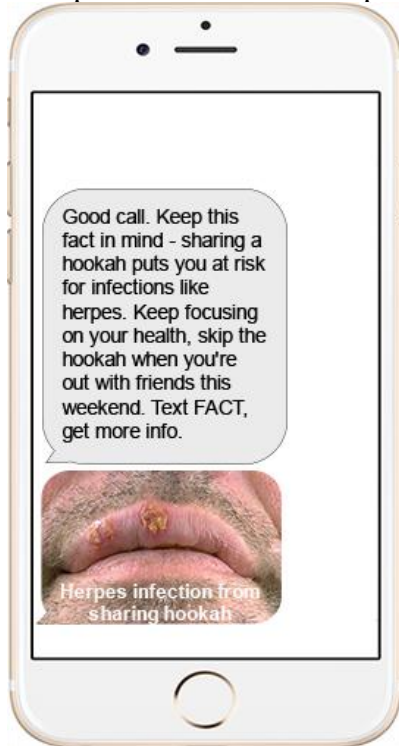 Good call. Keep this
fact in mind - sharing a
hookah puts you at risk
for infections like
herpes. Keep focusing
on your health, skip the
hookah when you're
out with friends this
weekend. Text FACT,
get more info.
Herpes infection from
sharing hookah